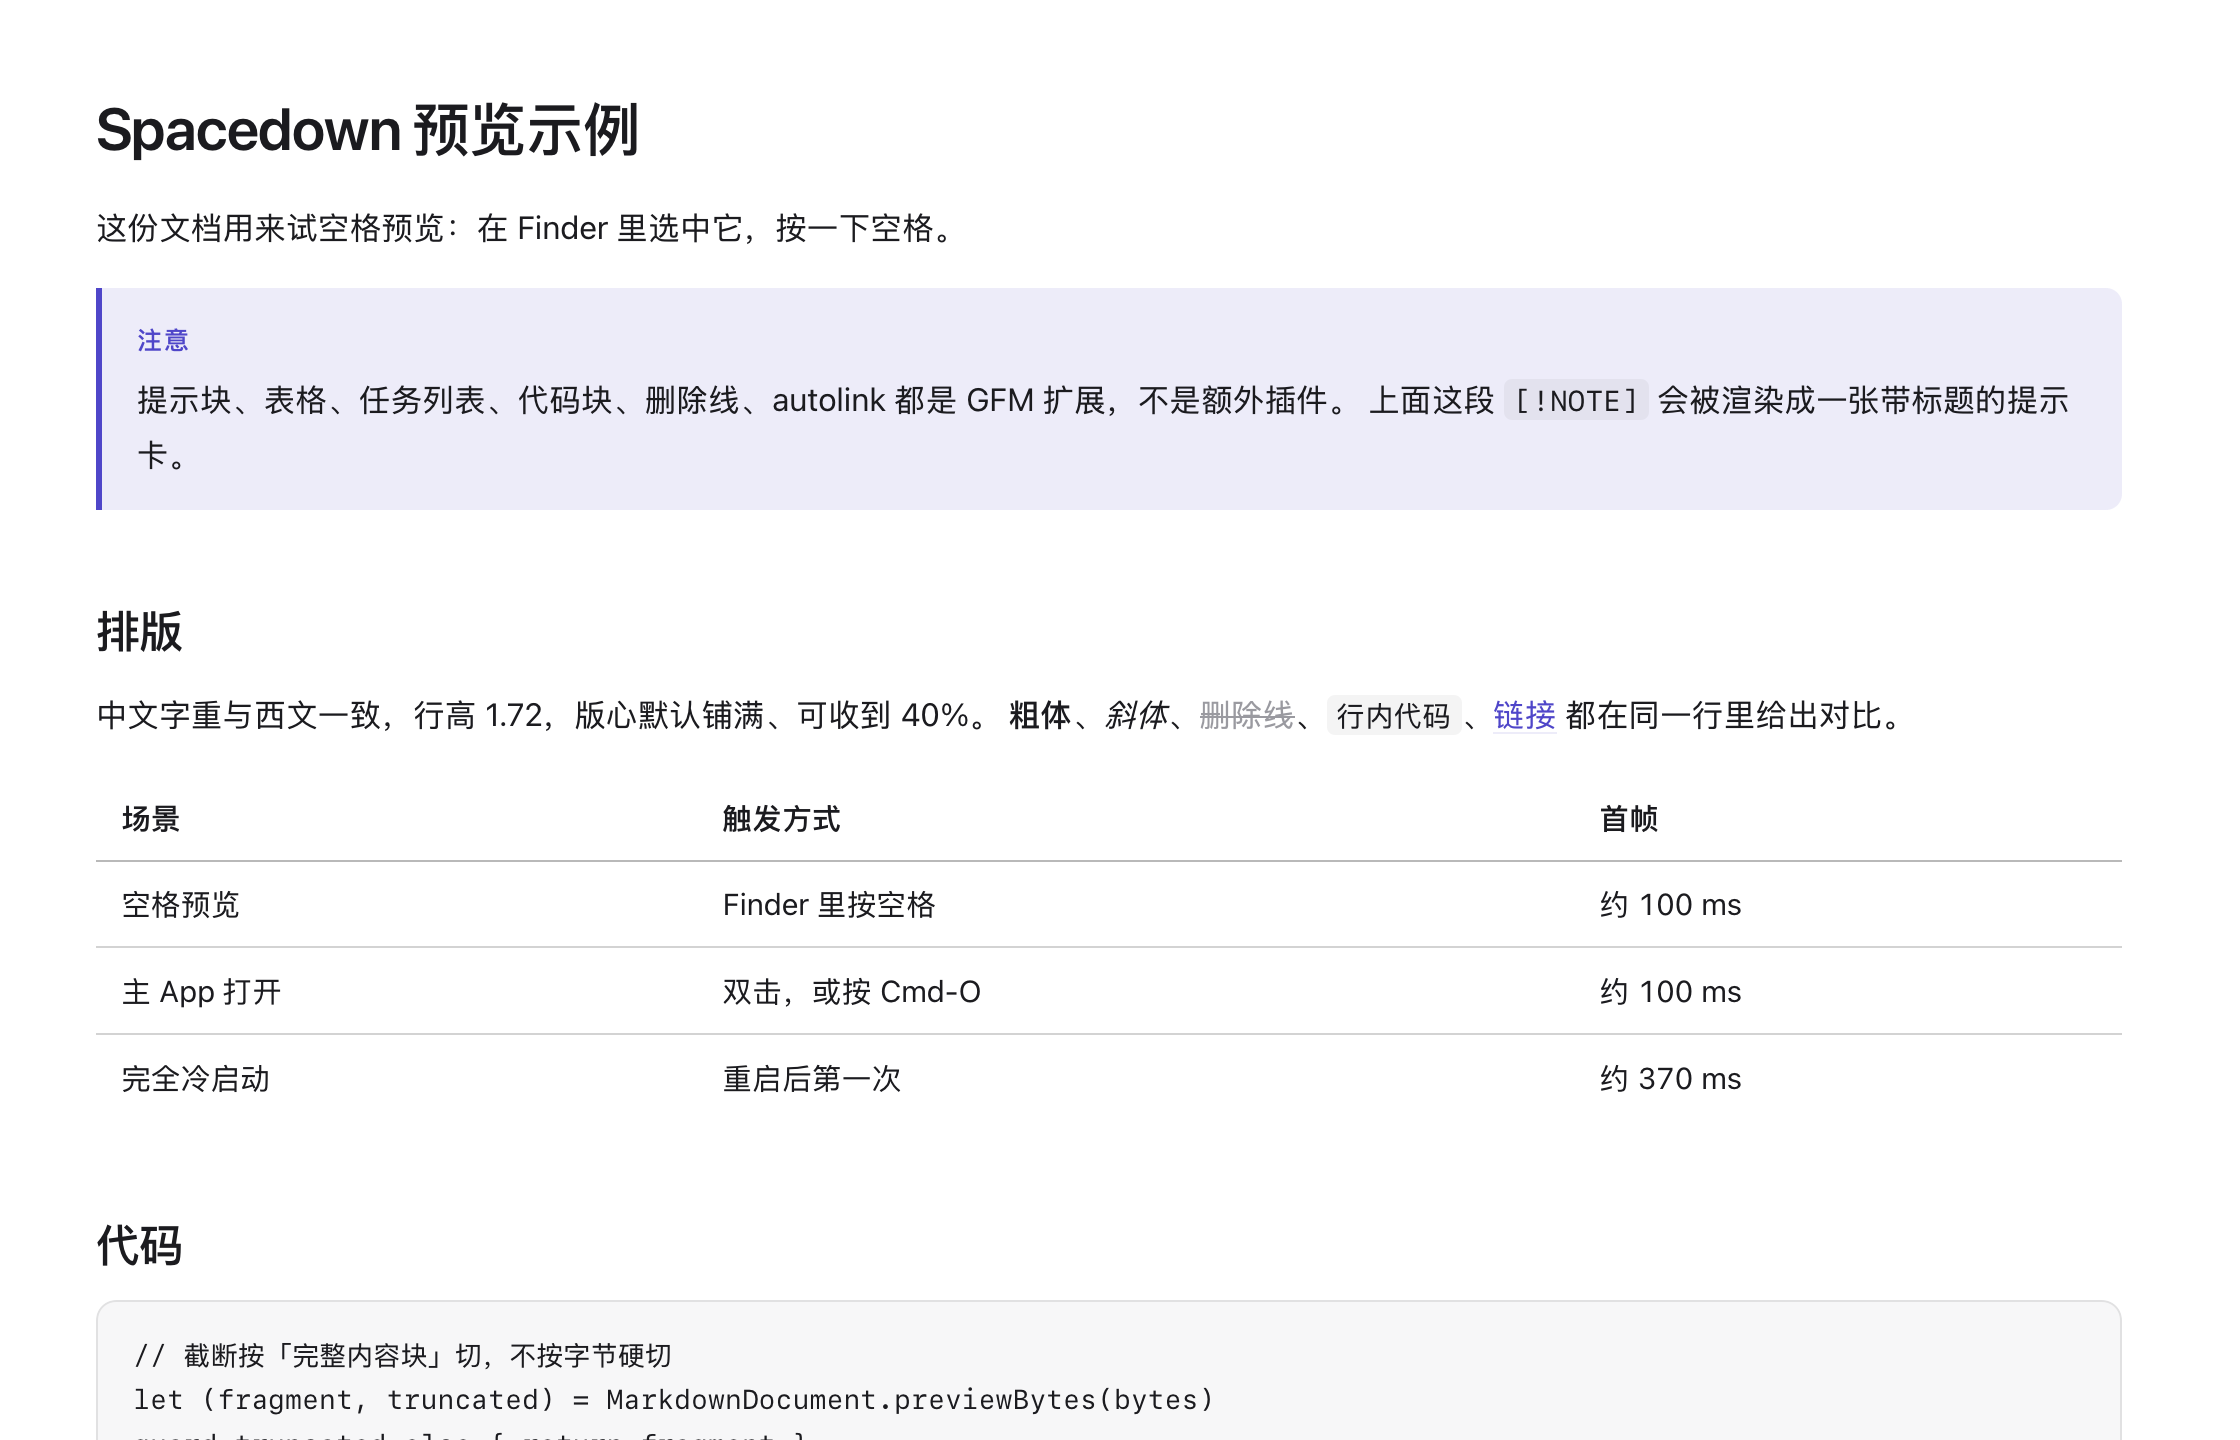 Spacedown 预览示例
这份文档用来试空格预览：在 Finder 里选中它，按一下空格。
注意
提示块、表格、任务列表、代码块、删除线、autolink 都是 GFM 扩展，不是额外插件。 上面这段 [!NOTE] 会被渲染成一张带标题的提示
卡。
排版
中文字重与西文一致，行高 1.72，版心默认铺满、可收到 40%。 粗体、斜体、删除线、行内代码、链接 都在同一行里给出对比。
场景 触发方式 首帧
空格预览 Finder 里按空格 约 100 ms
主 App 打开 双击，或按 Cmd-O 约 100 ms
完全冷启动 重启后第一次 约 370 ms
代码
// 截断按「完整内容块」切，不按字节硬切
let (fragment, truncated) = MarkdownDocument.previewBytes(bytes)
guard truncated else { return fragment }